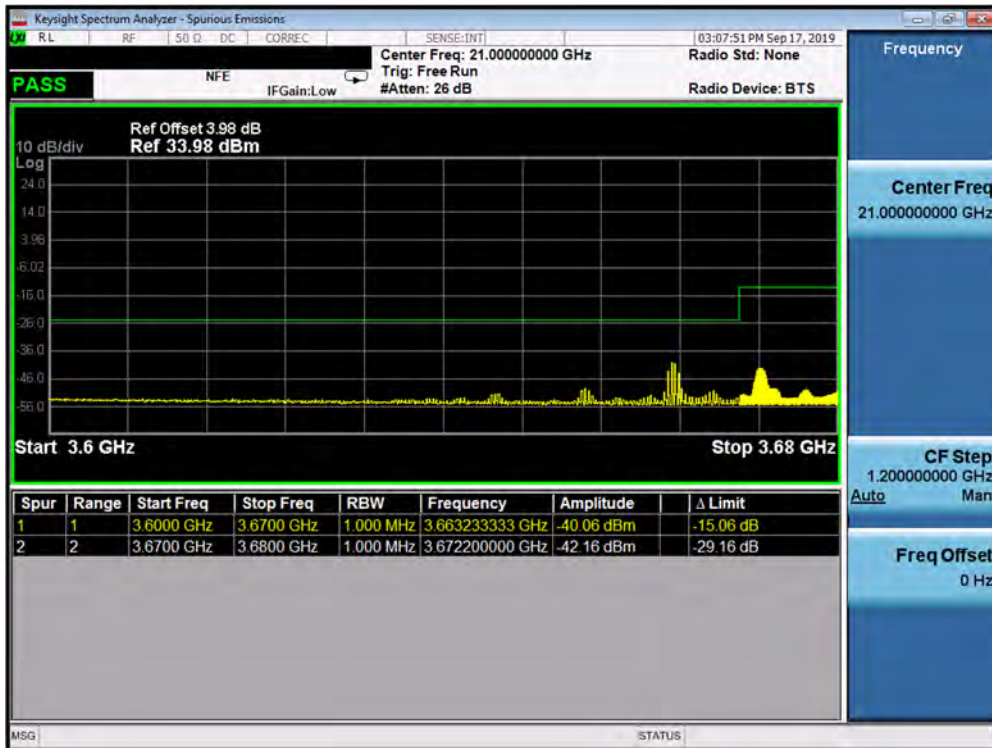 Keysight Spectrum Analyzer - Spurious Emissions
LXI RL RF 50 Ω DC CORREC SENSE:INT 03:07:51 PM Sep 17, 2019
Center Freq: 21.000000000 GHz Radio Std: None
Trig: Free Run
PASS NFE IFGain:Low #Atten: 26 dB Radio Device: BTS
Ref Offset 3.98 dB
10 dB/div Ref 33.98 dBm
Log
24.0
14.0
3.98
-6.02
-16.0
-26.0
-36.0
-46.0
-56.0
Start 3.6 GHz Stop 3.68 GHz
Spur Range Start Freq Stop Freq RBW Frequency Amplitude Δ Limit
1 1 3.6000 GHz 3.6700 GHz 1.000 MHz 3.663233333 GHz -40.06 dBm -15.06 dB
2 2 3.6700 GHz 3.6800 GHz 1.000 MHz 3.672200000 GHz -42.16 dBm -29.16 dB
Frequency
Center Freq
21.000000000 GHz
CF Step
1.200000000 GHz
Auto Man
Freq Offset
0 Hz
MSG STATUS